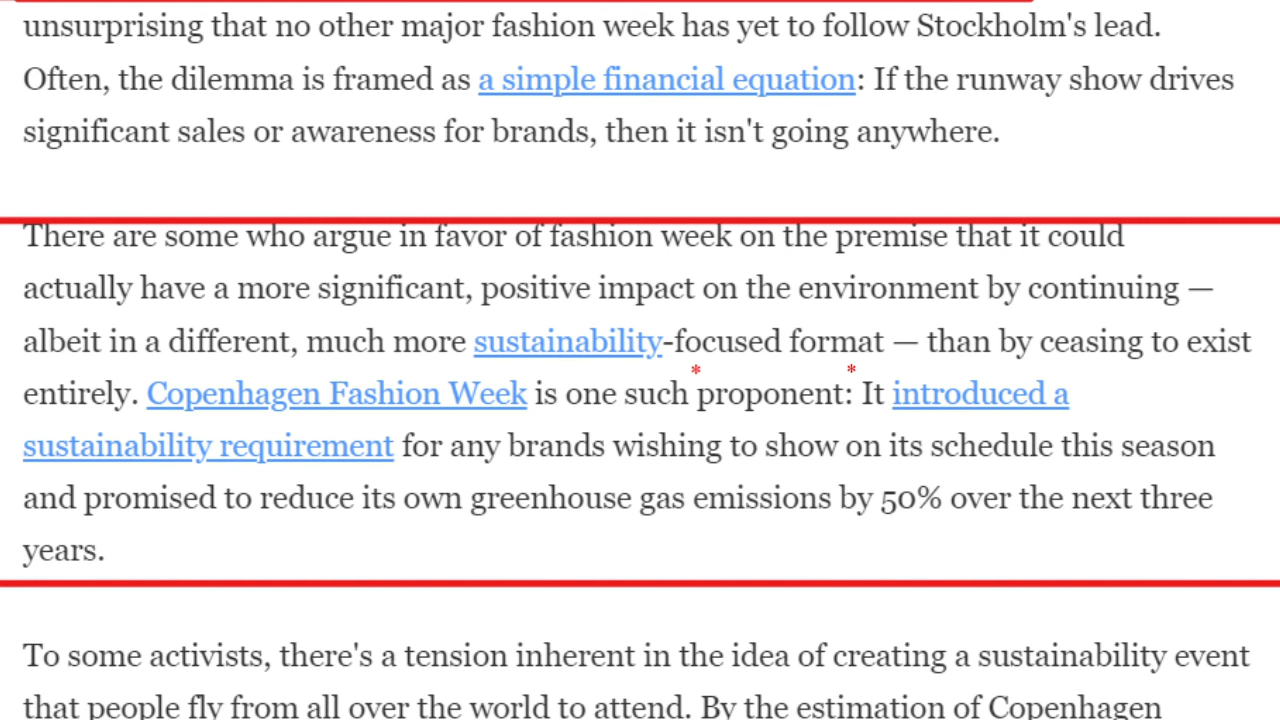 unsurprising that no other major fashion week has yet to follow Stockholm's lead.
Often, the dilemma is framed as a simple financial equation: If the runway show drives
significant sales or awareness for brands, then it isn't going anywhere.
There are some who argue in favor of fashion week on the premise that it could
actually have a more significant, positive impact on the environment by continuing —
albeit in a different, much more sustainability-focused format — than by ceasing to exist
entirely. Copenhagen Fashion Week is one such *proponent:* It introduced a
sustainability requirement for any brands wishing to show on its schedule this season
and promised to reduce its own greenhouse gas emissions by 50% over the next three
years.
To some activists, there's a tension inherent in the idea of creating a sustainability event
that people fly from all over the world to attend. By the estimation of Copenhagen